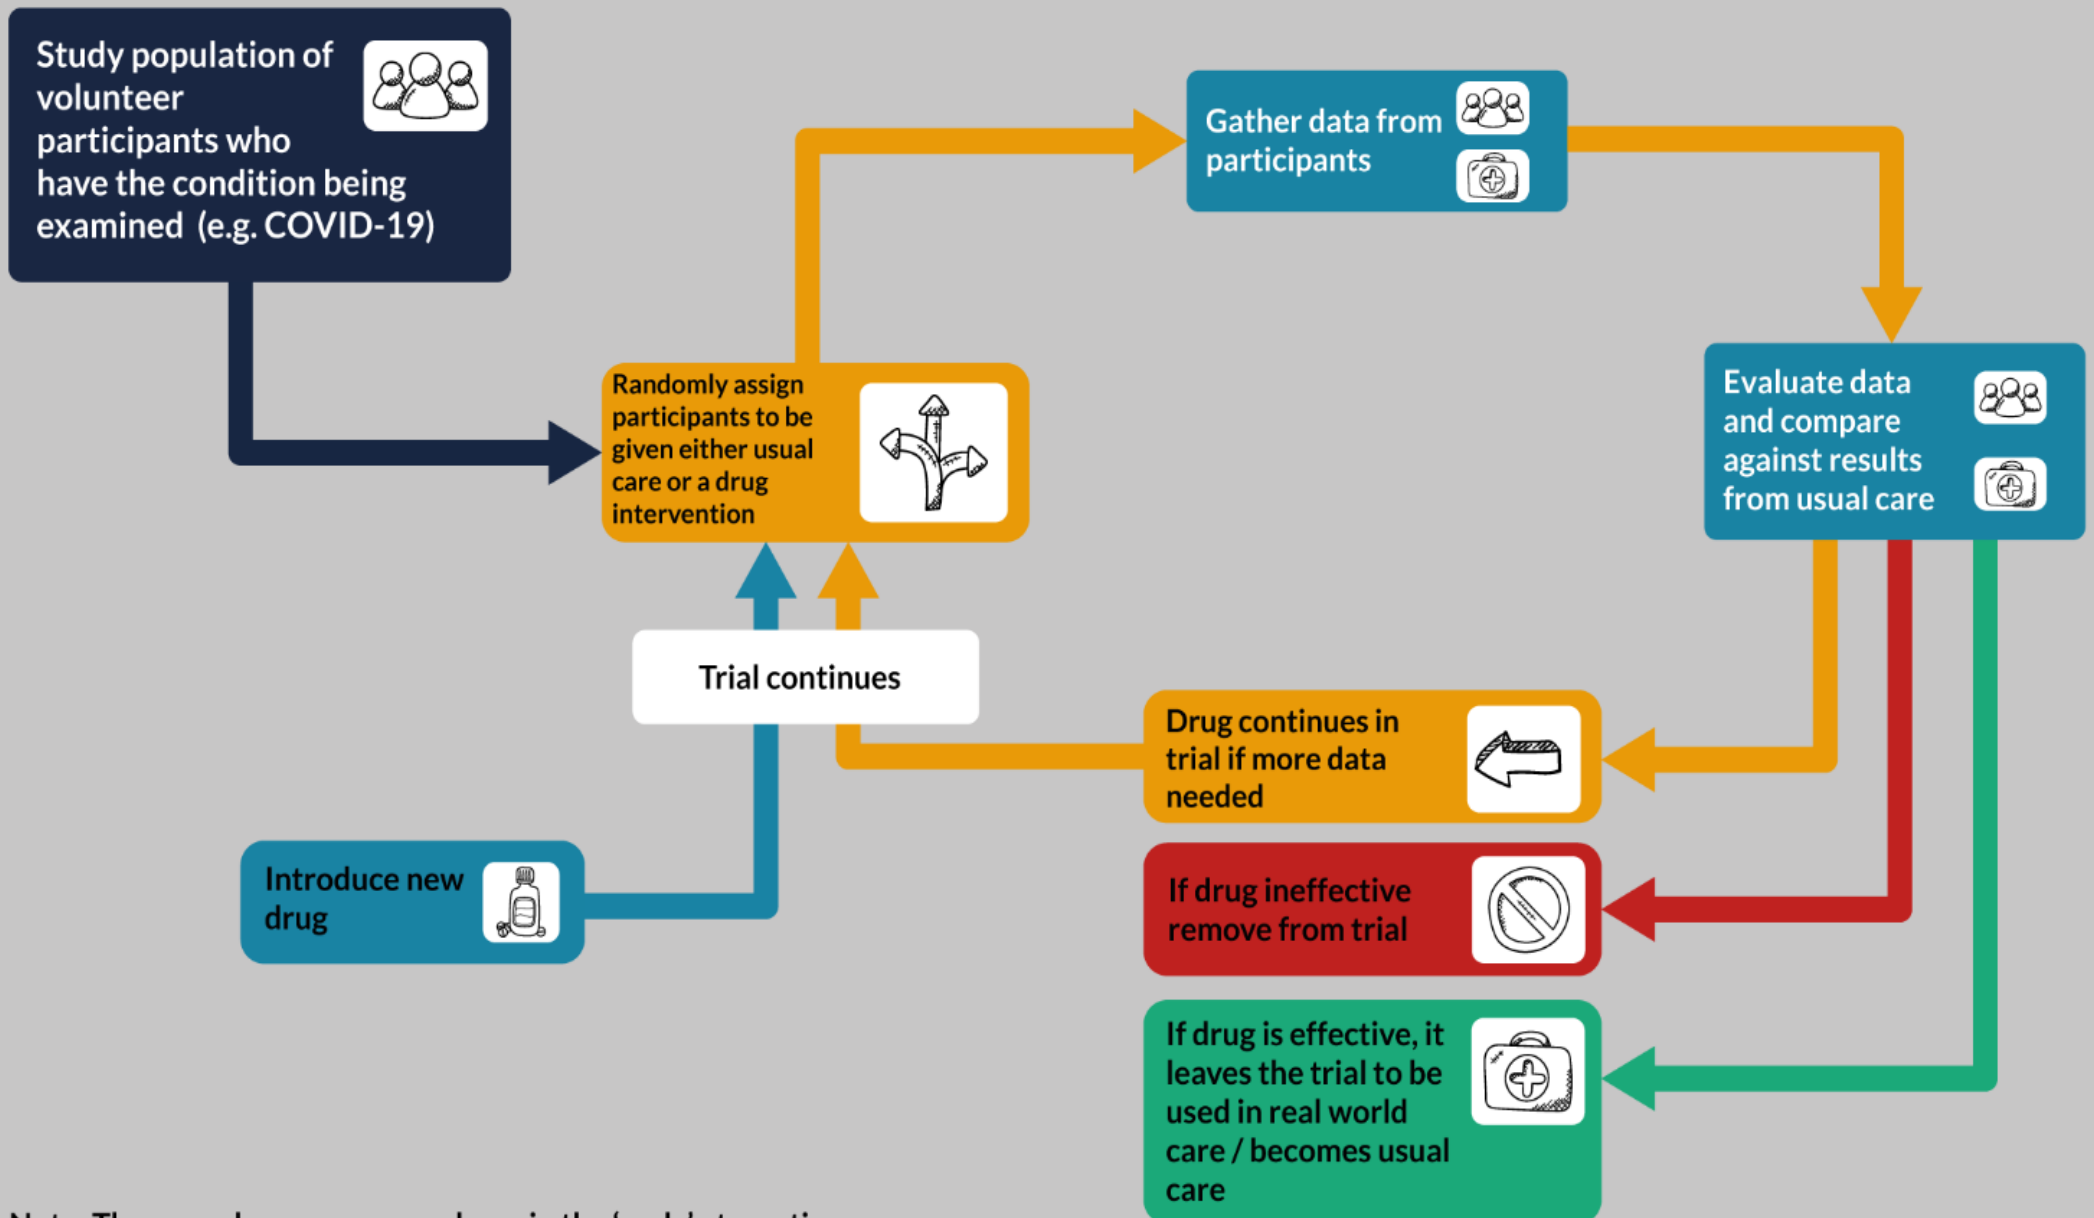 Study population of
volunteer
participants who
have the condition being
examined (e.g. COVID-19)
Gather data from
participants
Randomly assign
participants to be
given either usual
care or a drug
intervention
Evaluate data
and compare
against results
from usual care
Trial continues
Drug continues in
trial if more data
needed
Introduce new
drug
If drug ineffective
remove from trial
If drug is effective, it
leaves the trial to be
used in real world
care / becomes usual
care